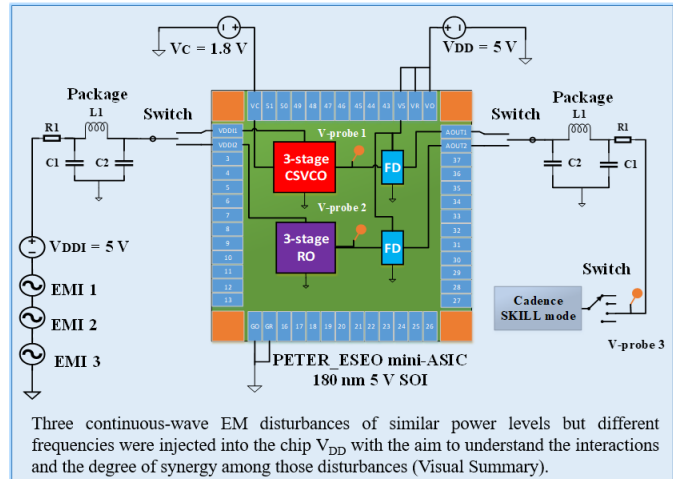 VC = 1.8 V
VDD = 5 V
Package
L1
Switch
R1
C1
C2
VC
51
50
49
48
47
46
45
44
43
VS
VR
VO
VDDI1
VDDI2
3
4
5
6
7
8
9
10
11
12
13
V-probe 1
3-stage
CSVCO
FD
V-probe 2
3-stage
RO
FD
AOUT1
AOUT2
37
36
35
34
33
32
31
30
29
28
27
Switch
Package
L1
R1
C2
C1
VDDI = 5 V
EMI 1
EMI 2
EMI 3
Switch
Cadence
SKILL mode
V-probe 3
GD
GR
16
17
18
19
20
21
22
23
24
25
26
PETER_ESEO mini-ASIC
180 nm 5 V SOI
Three continuous-wave EM disturbances of similar power levels but different
frequencies were injected into the chip VDD with the aim to understand the interactions
and the degree of synergy among those disturbances (Visual Summary).